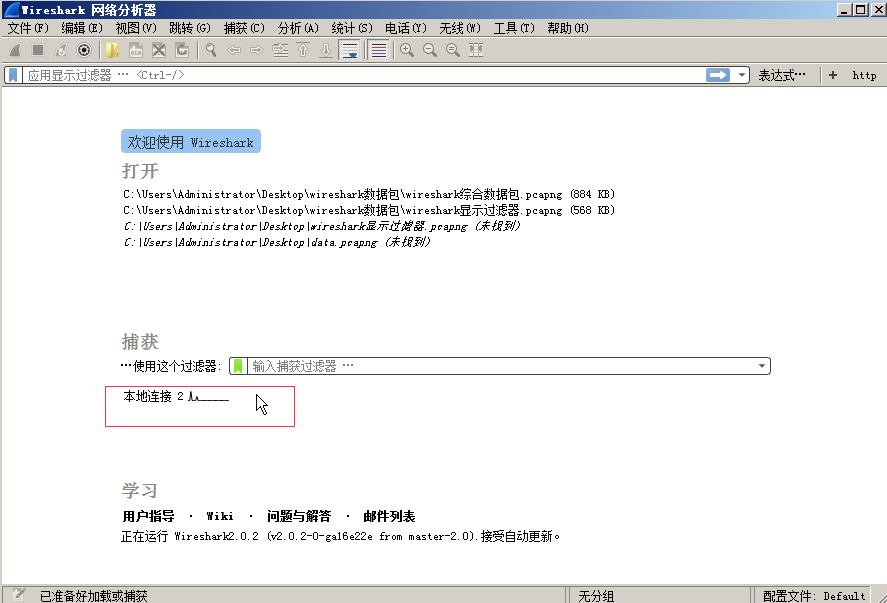 Wireshark 网络分析器
文件(F) 编辑(E) 视图(V) 跳转(G) 捕获(C) 分析(A) 统计(S) 电话(Y) 无线(W) 工具(T) 帮助(H)
应用显示过滤器 … <Ctrl-/> 表达式… + http
欢迎使用 Wireshark
打开
C:\Users\Administrator\Desktop\wireshark数据包\wireshark综合数据包.pcapng (884 KB)
C:\Users\Administrator\Desktop\wireshark数据包\wireshark显示过滤器.pcapng (568 KB)
C:\Users\Administrator\Desktop\wireshark显示过滤器.pcapng (未找到)
C:\Users\Administrator\Desktop\data.pcapng (未找到)
捕获
…使用这个过滤器: 输入捕获过滤器 …
本地连接 2
学习
用户指导 · Wiki · 问题与解答 · 邮件列表
正在运行 Wireshark2.0.2 (v2.0.2-0-ga16e22e from master-2.0).接受自动更新。
已准备好加载或捕获 无分组 配置文件: Default